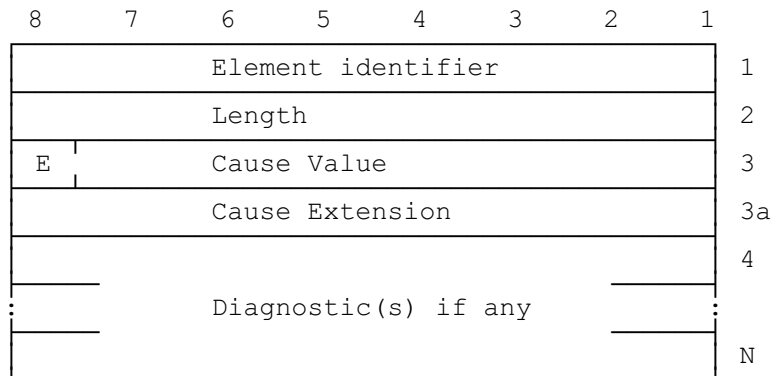 8 7 6 5 4 3 2 1
Element identifier 1
Length 2
E Cause Value 3
Cause Extension 3a
4
Diagnostic(s) if any
N